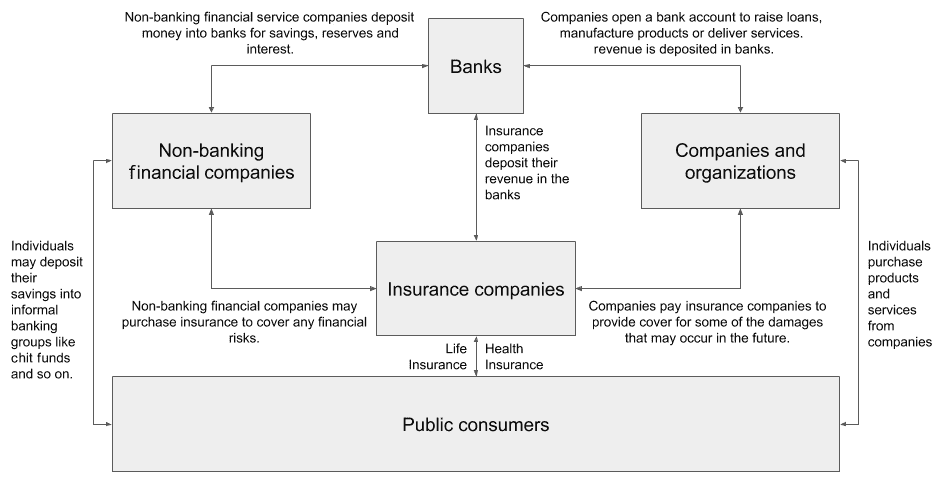 Non-banking financial service companies deposit
money into banks for savings, reserves and
interest.
Banks
Companies open a bank account to raise loans,
manufacture products or deliver services.
revenue is deposited in banks.
Non-banking
financial companies
Insurance
companies
deposit their
revenue in the
banks
Companies and
organizations
Individuals
may deposit
their
savings into
informal
banking
groups like
chit funds
and so on.
Non-banking financial companies may
purchase insurance to cover any financial
risks.
Insurance companies
Companies pay insurance companies to
provide cover for some of the damages
that may occur in the future.
Individuals
purchase
products
and
services
from
companies
Life
Insurance
Health
Insurance
Public consumers